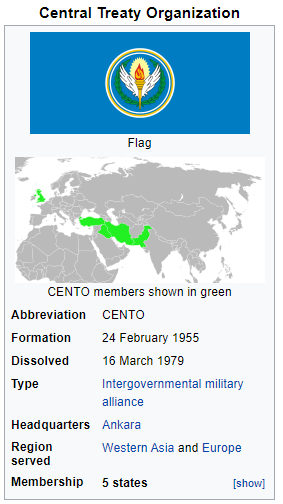 Central Treaty Organization
Flag
CENTO members shown in green
Abbreviation CENTO
Formation 24 February 1955
Dissolved 16 March 1979
Type Intergovernmental military
alliance
Headquarters Ankara
Region
served Western Asia and Europe
Membership 5 states [show]